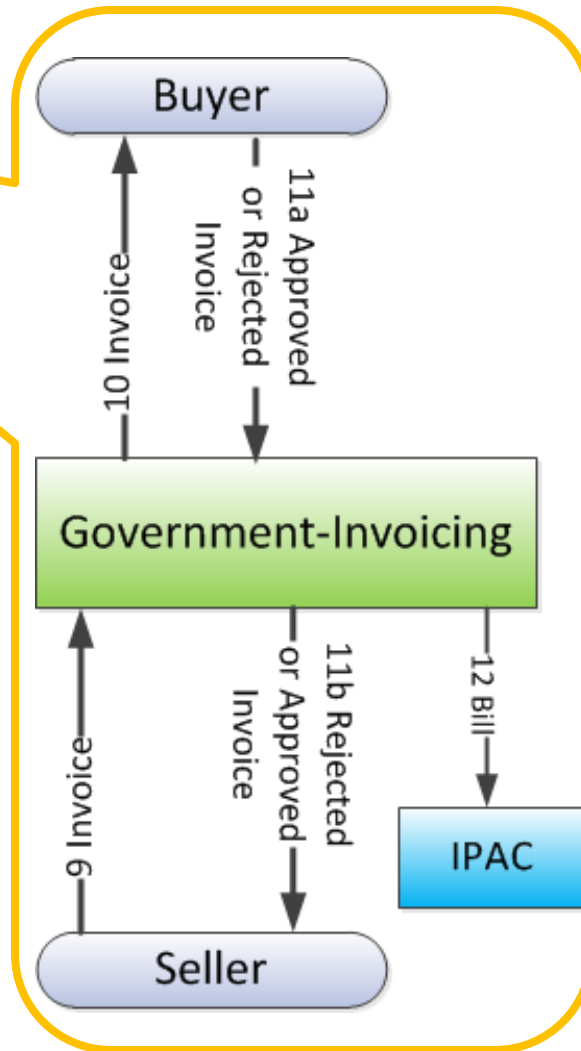 Buyer
10 Invoice
11a Approved
or Rejected
Invoice
Government-Invoicing
9 Invoice
11b Rejected
or Approved
Invoice
12 Bill
IPAC
Seller